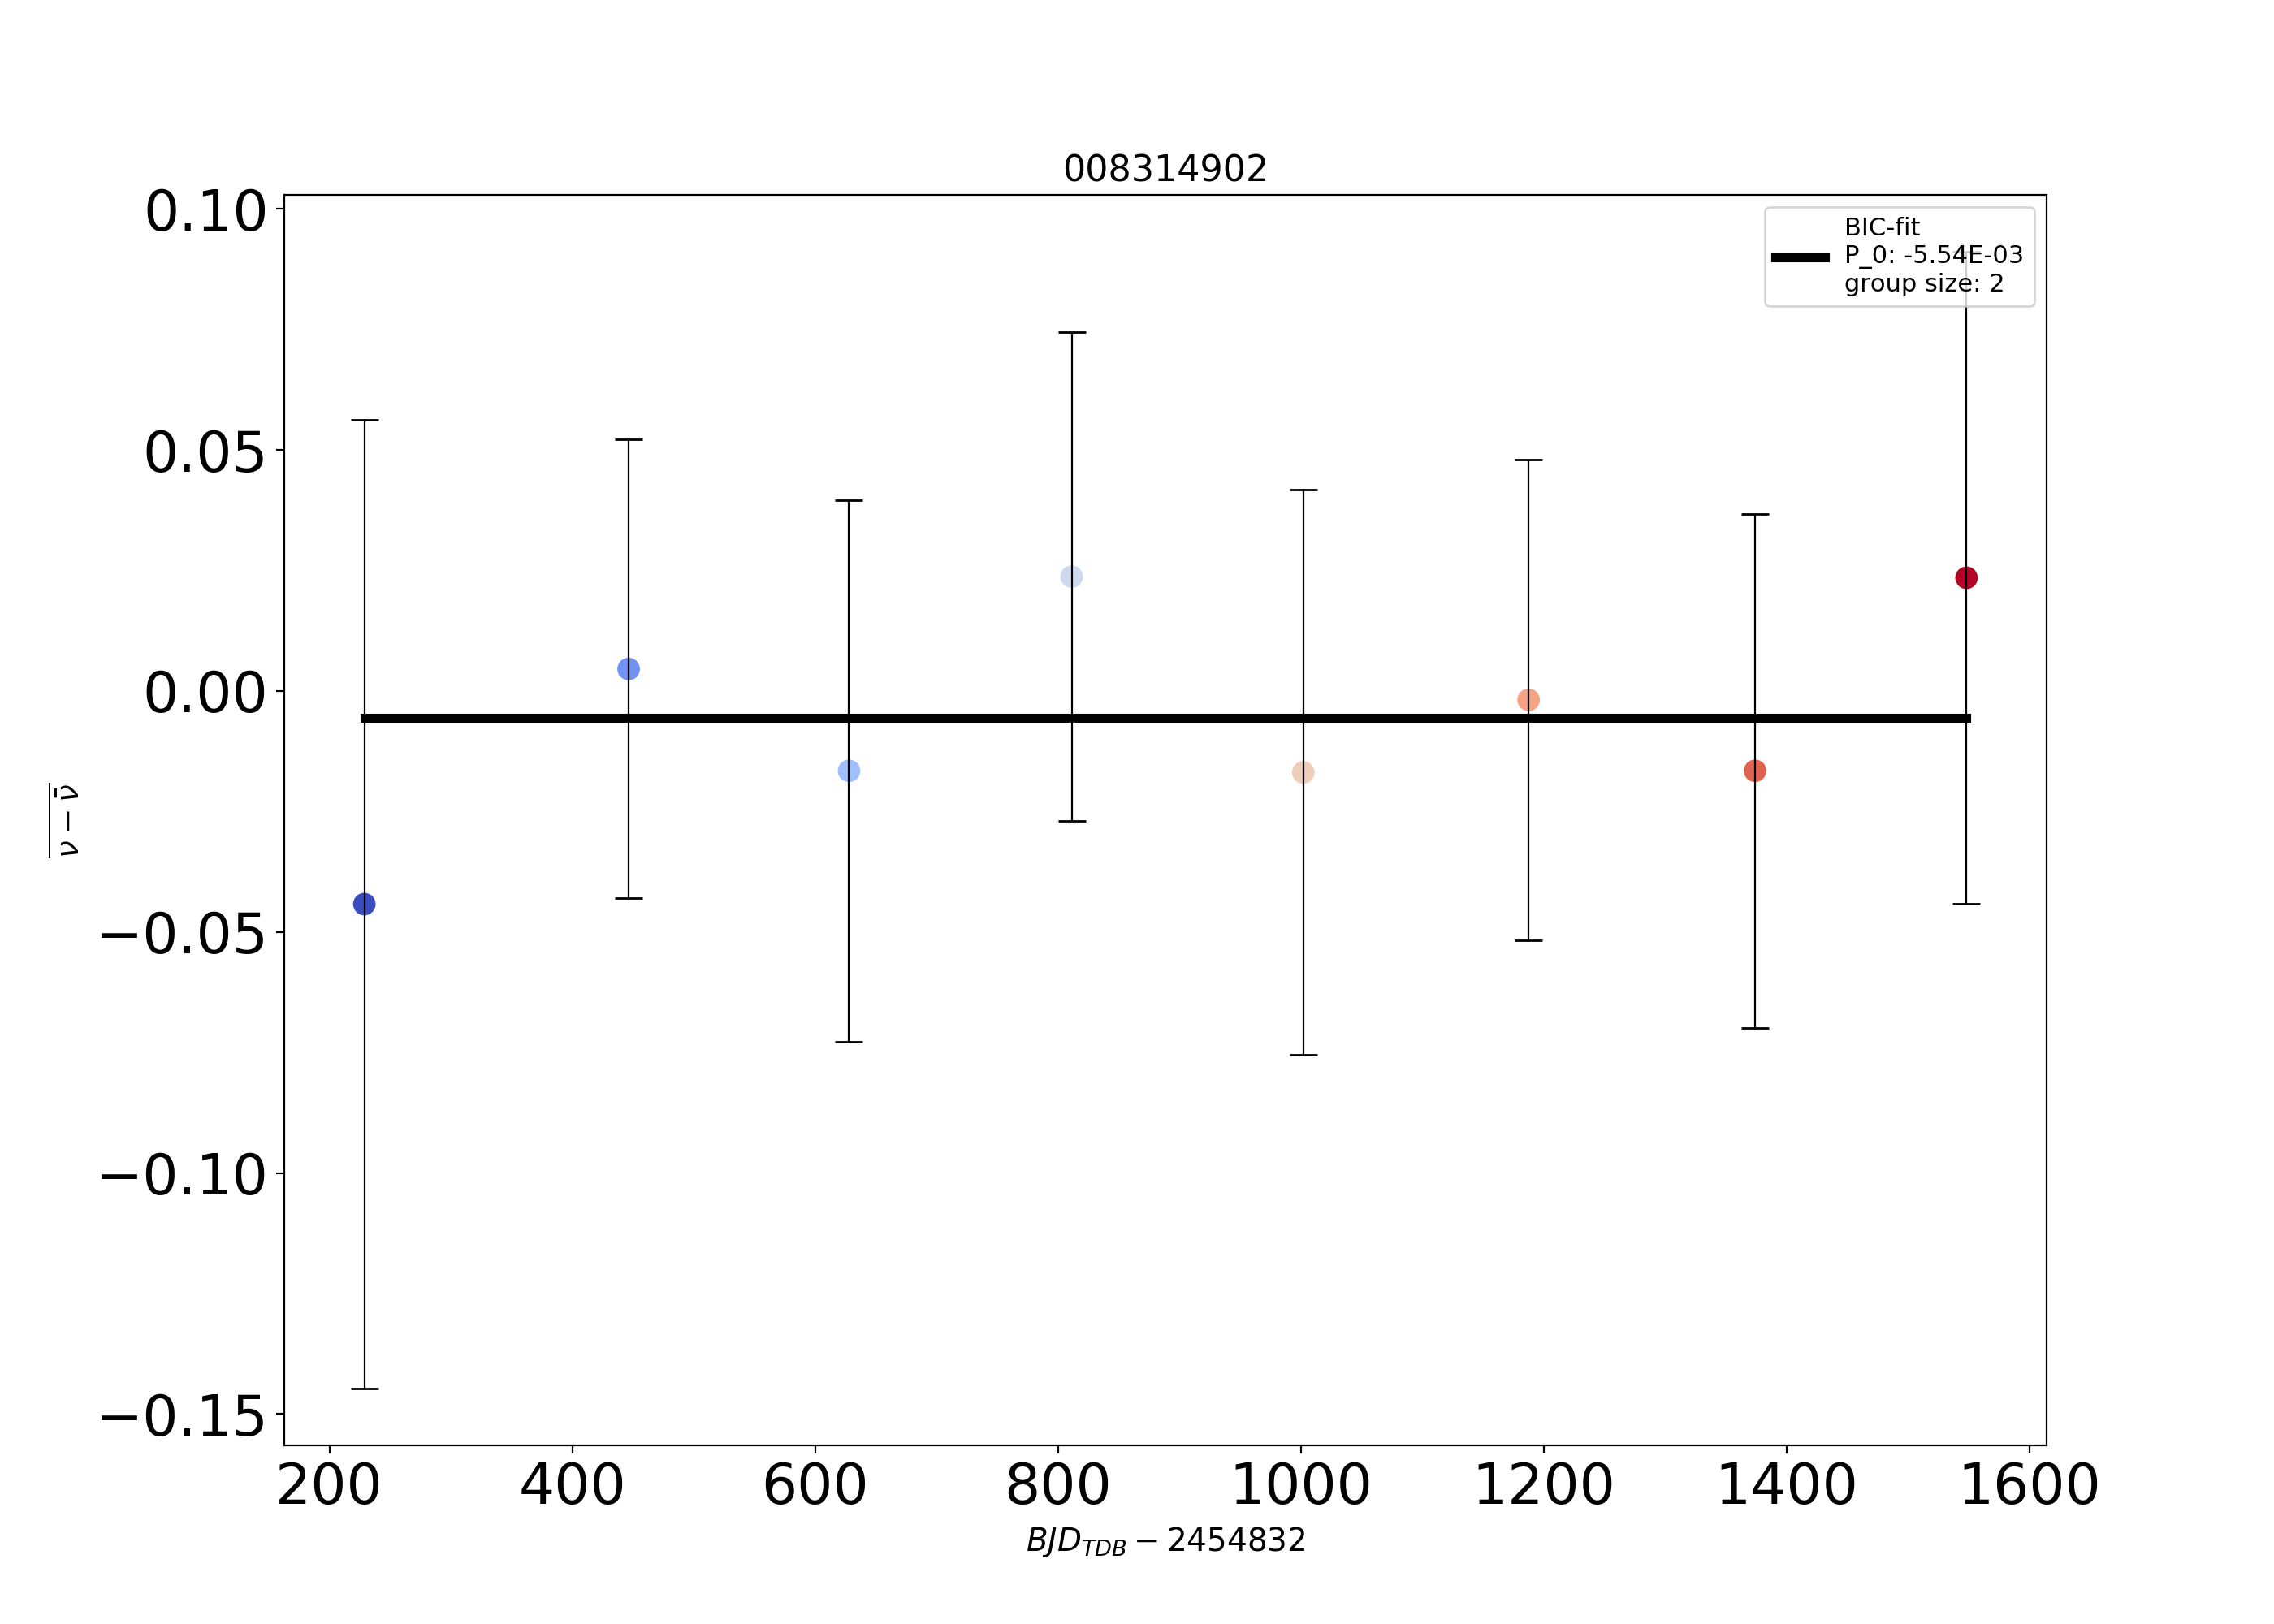 008314902
BIC-fit
P_0: -5.54E-03
group size: 2
0.10
0.05
0.00
−0.05
−0.10
−0.15
ν − ν̄
200 400 600 800 1000 1200 1400 1600
BJD_TDB − 2454832